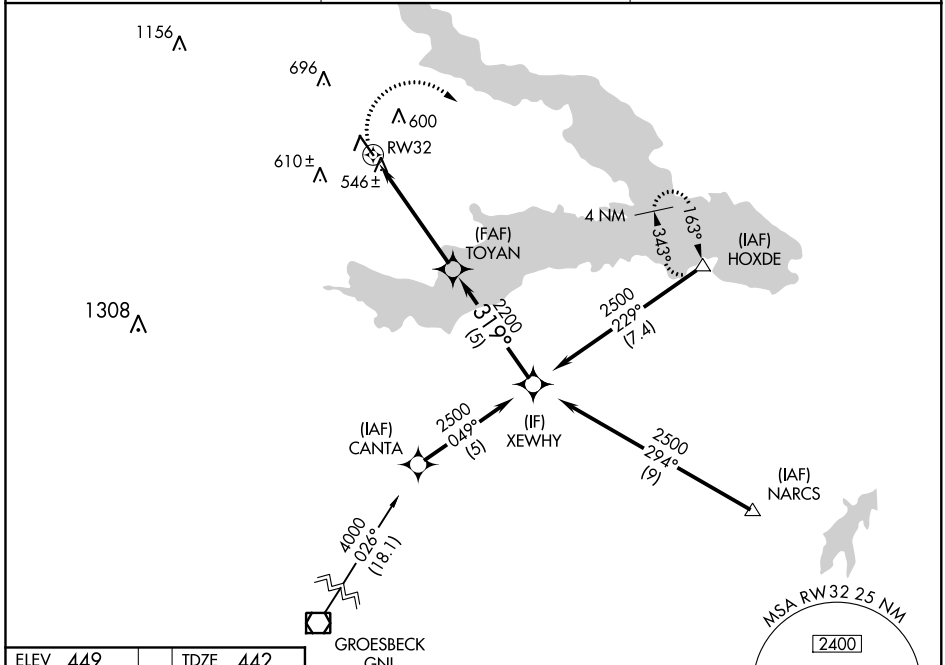 1156
696
600
RW32
610±
546±
4 NM
163°
343°
(IAF)
HOXDE
(FAF)
TOYAN
1308
2200
319°
(5)
2500
229°
(7.4)
(IF)
XEWHY
(IAF)
CANTA
2500
049°
(5)
2500
294°
(9)
(IAF)
NARCS
4000
026°
(18.1)
GROESBECK
GNL
MSA RW32 25 NM
2400
ELEV 449
TDZE 442